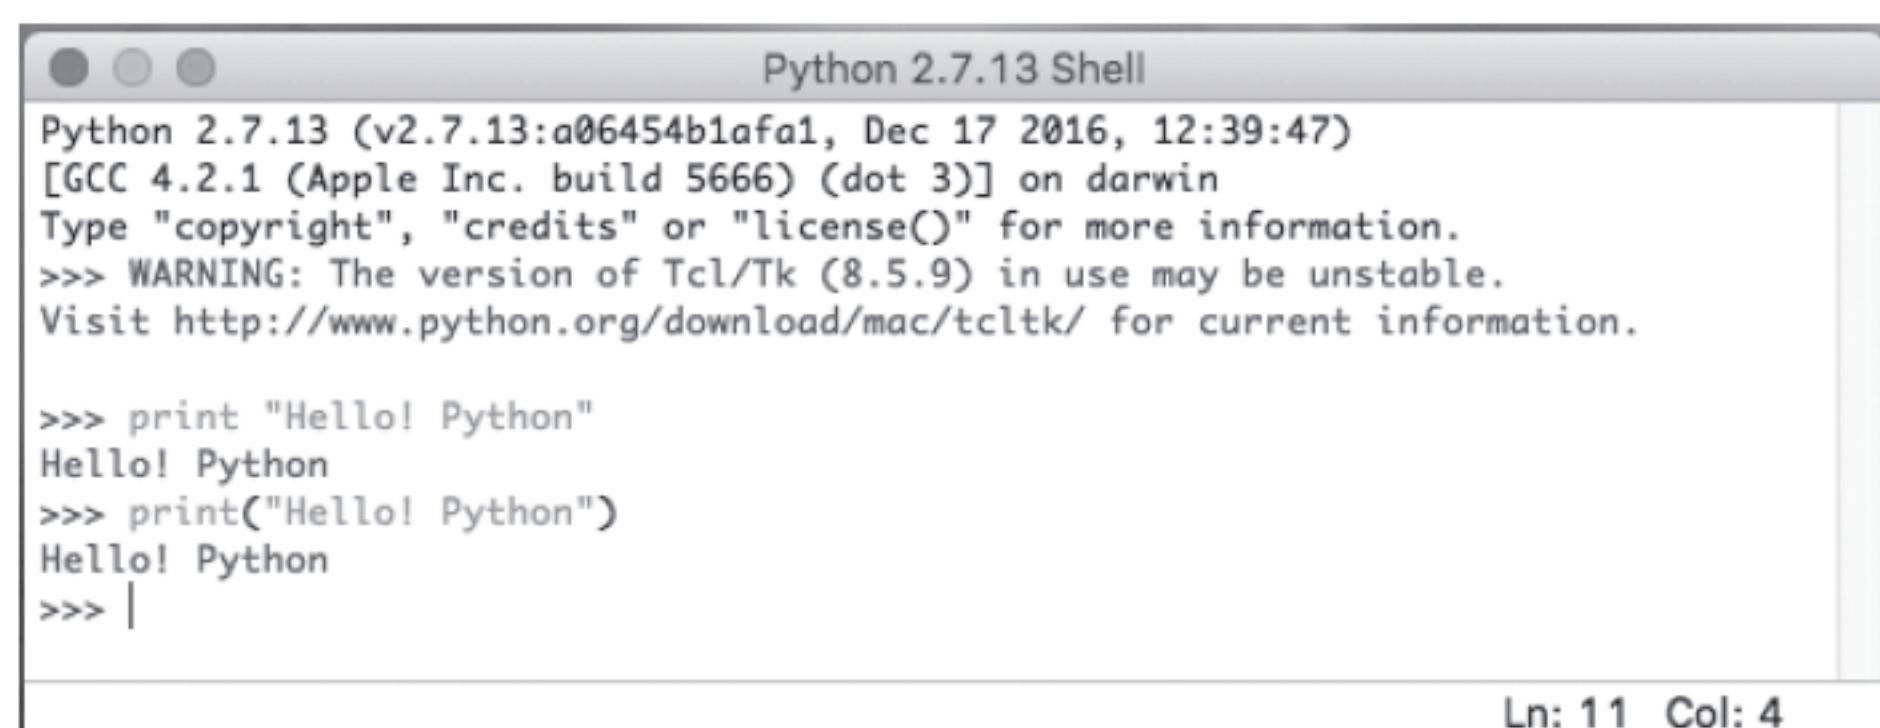 Python 2.7.13 Shell
Python 2.7.13 (v2.7.13:a06454b1afa1, Dec 17 2016, 12:39:47)
[GCC 4.2.1 (Apple Inc. build 5666) (dot 3)] on darwin
Type "copyright", "credits" or "license()" for more information.
>>> WARNING: The version of Tcl/Tk (8.5.9) in use may be unstable.
Visit http://www.python.org/download/mac/tcltk/ for current information.

>>> print "Hello! Python"
Hello! Python
>>> print("Hello! Python")
Hello! Python
>>>
Ln: 11 Col: 4